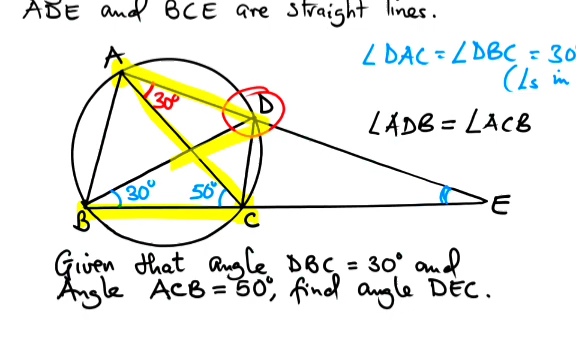 ADE and BCE are straight lines.
∠DAC = ∠DBC = 30
(∠s in
∠ADB = ∠ACB
A
30°
D
30°
50°
B
C
E
Given that angle DBC = 30° and
Angle ACB = 50°, find angle DEC.